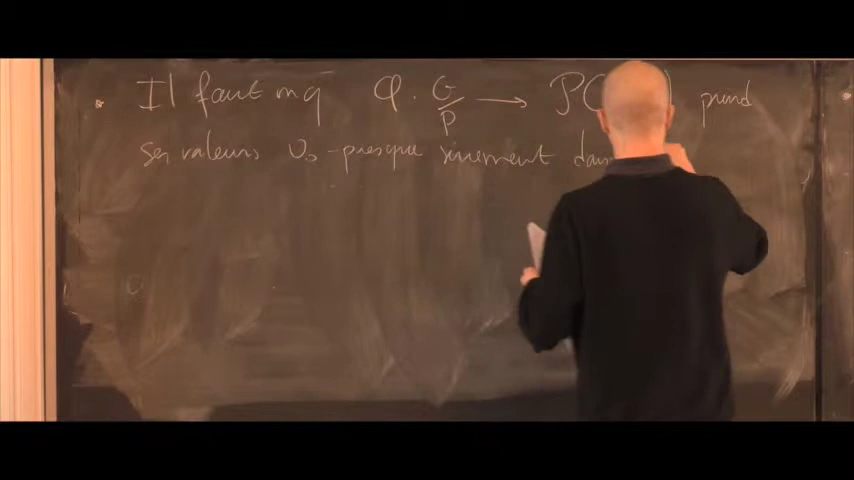 • Il faut mq φ : G/P → P( ) prend
ses valeurs υ₀-presque sûrement dans